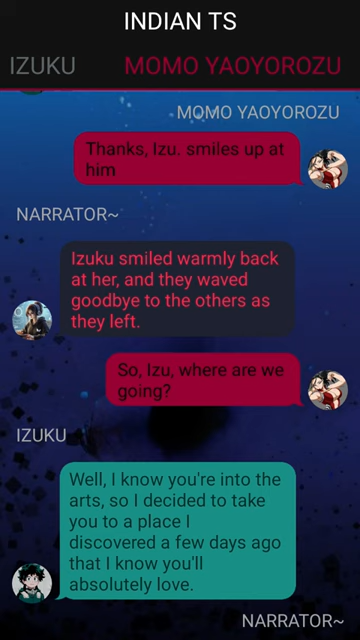 INDIAN TS
IZUKU MOMO YAOYOROZU
MOMO YAOYOROZU
Thanks, Izu. smiles up at
him
NARRATOR~
Izuku smiled warmly back
at her, and they waved
goodbye to the others as
they left.
So, Izu, where are we
going?
IZUKU
Well, I know you're into the
arts, so I decided to take
you to a place I
discovered a few days ago
that I know you'll
absolutely love.
NARRATOR~